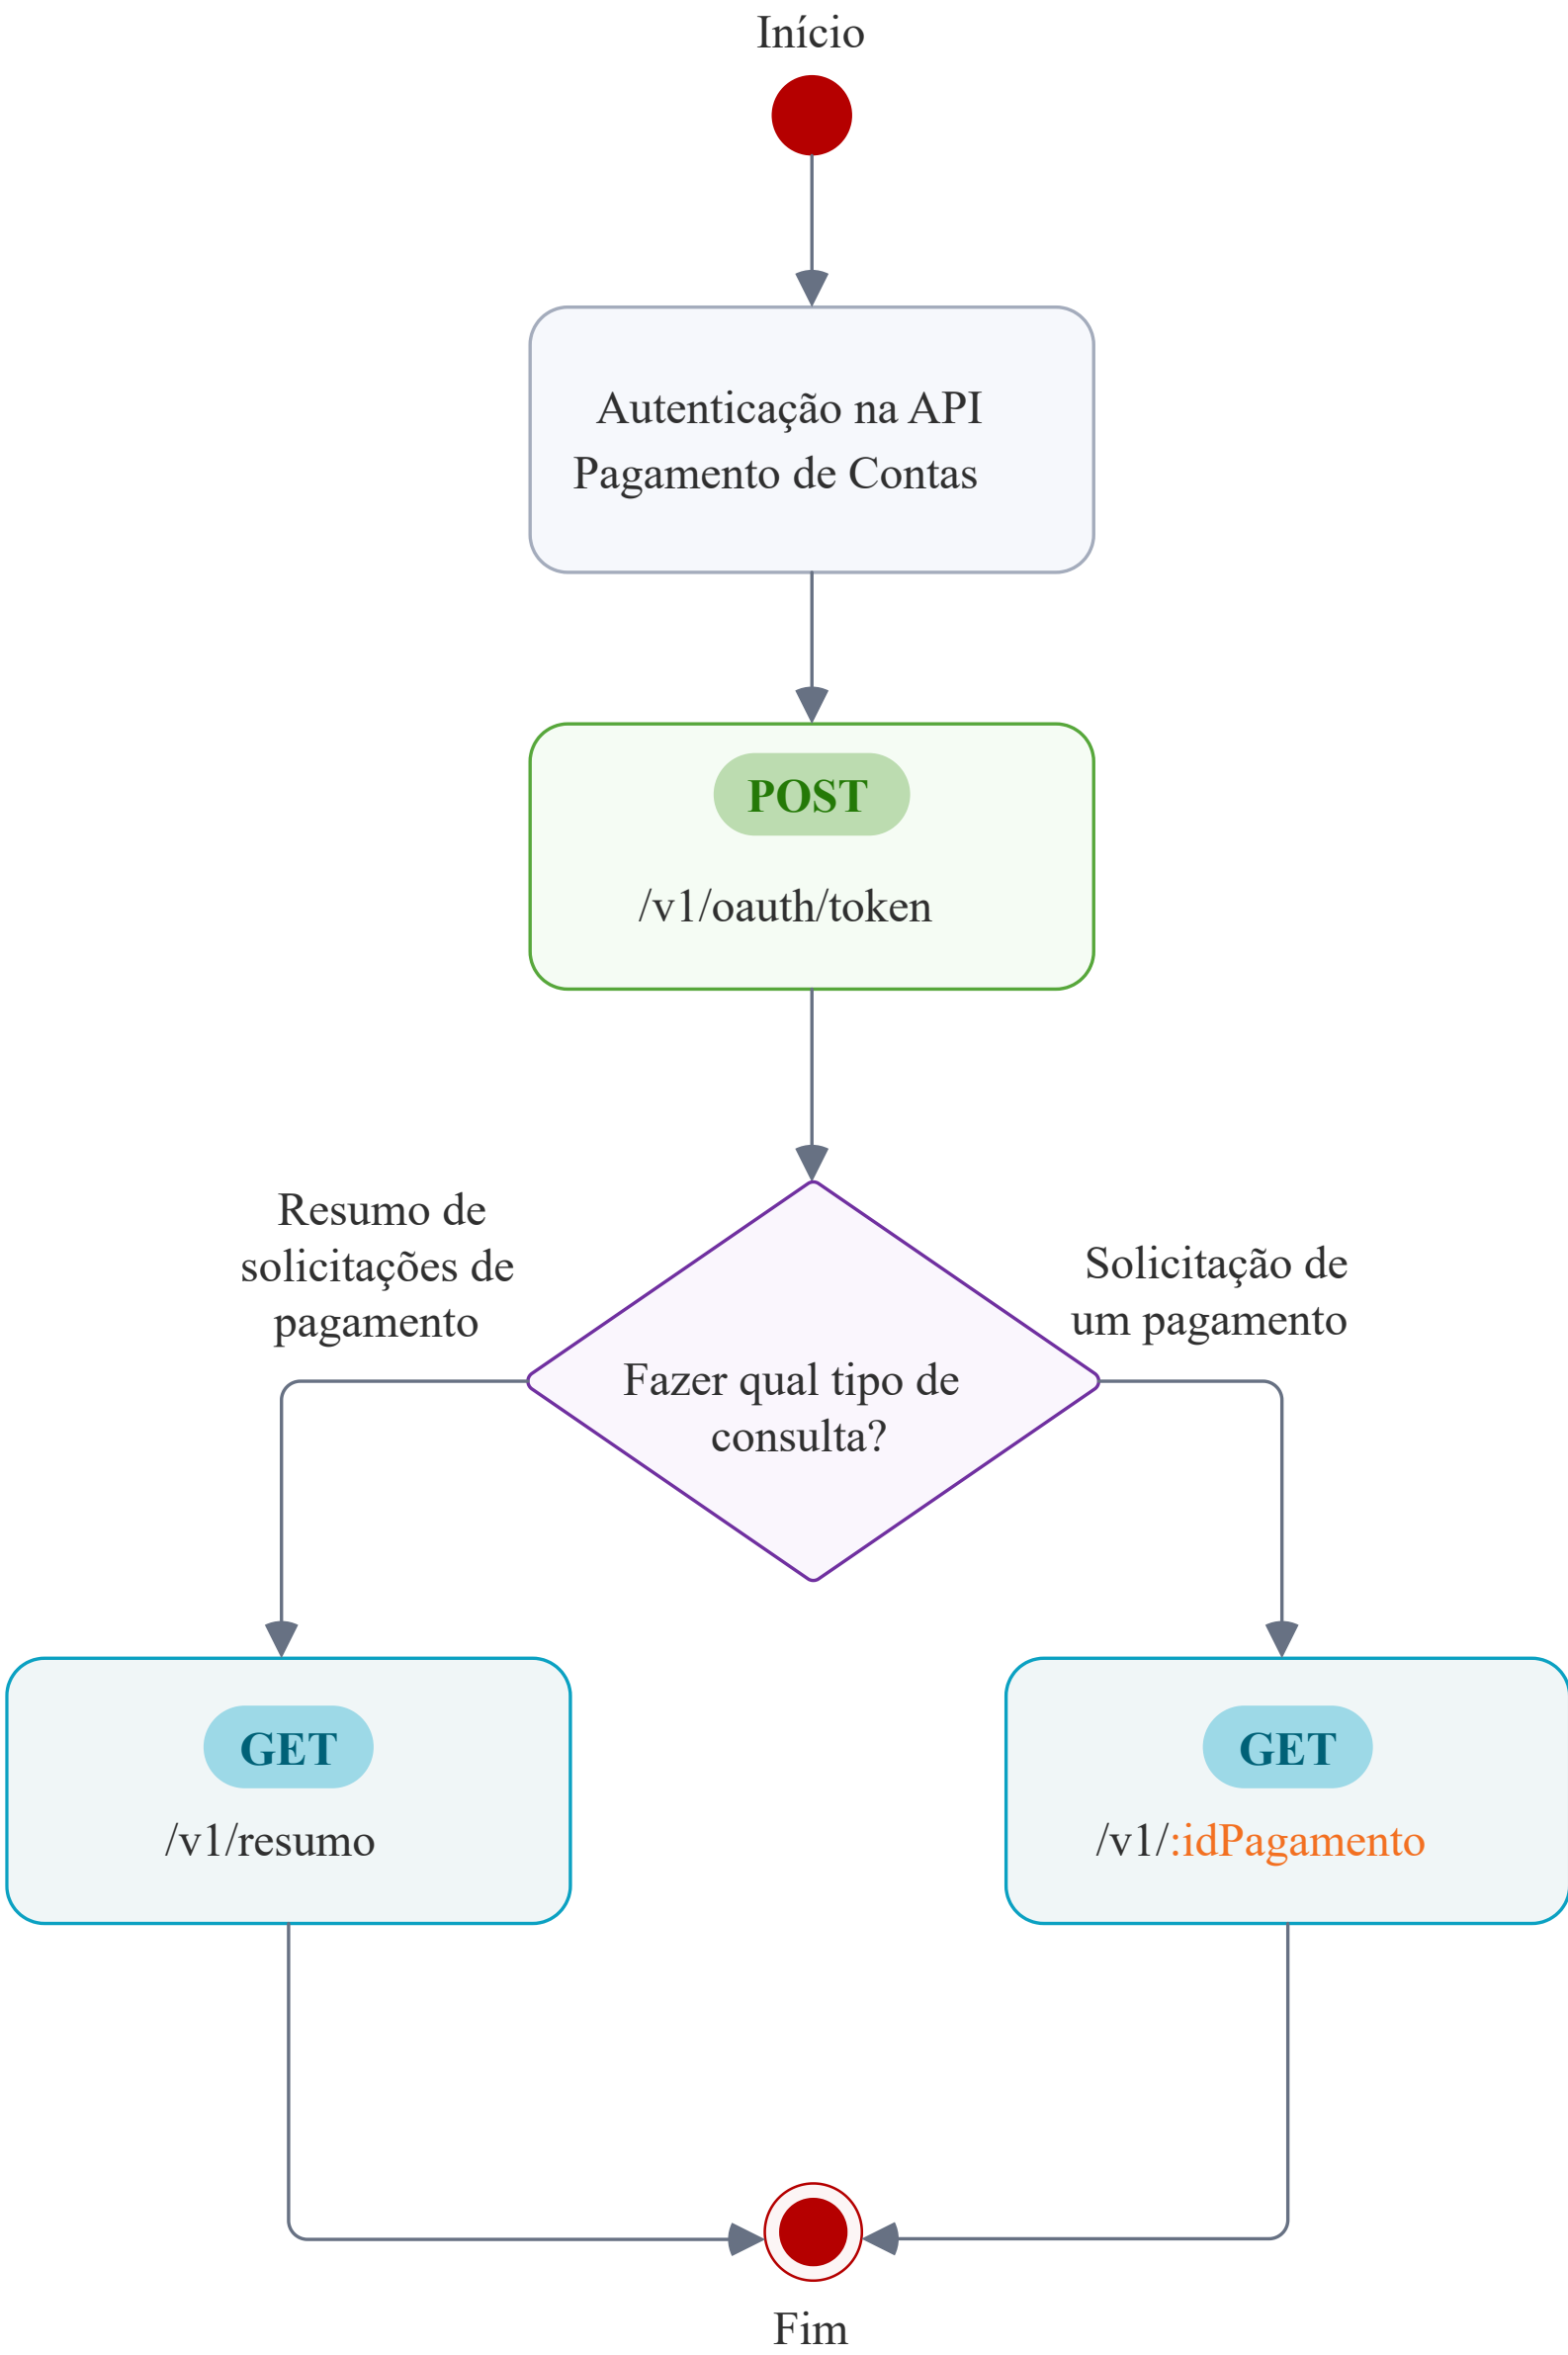 Início
Autenticação na API
Pagamento de Contas
POST
/v1/oauth/token
Resumo de
solicitações de
pagamento
Solicitação de
um pagamento
Fazer qual tipo de
consulta?
GET
/v1/resumo
GET
/v1/:idPagamento
Fim